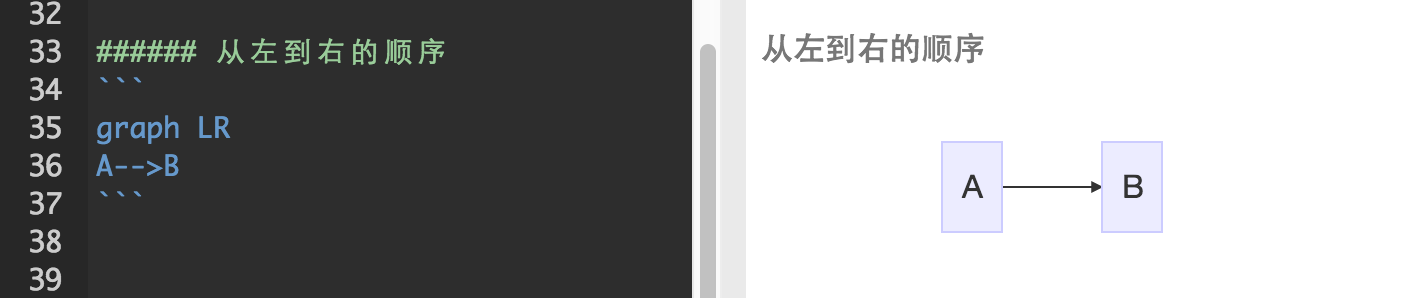 32
33 ###### 从左到右的顺序
34 ```
35 graph LR
36 A-->B
37 ```
38
39
从左到右的顺序
A B